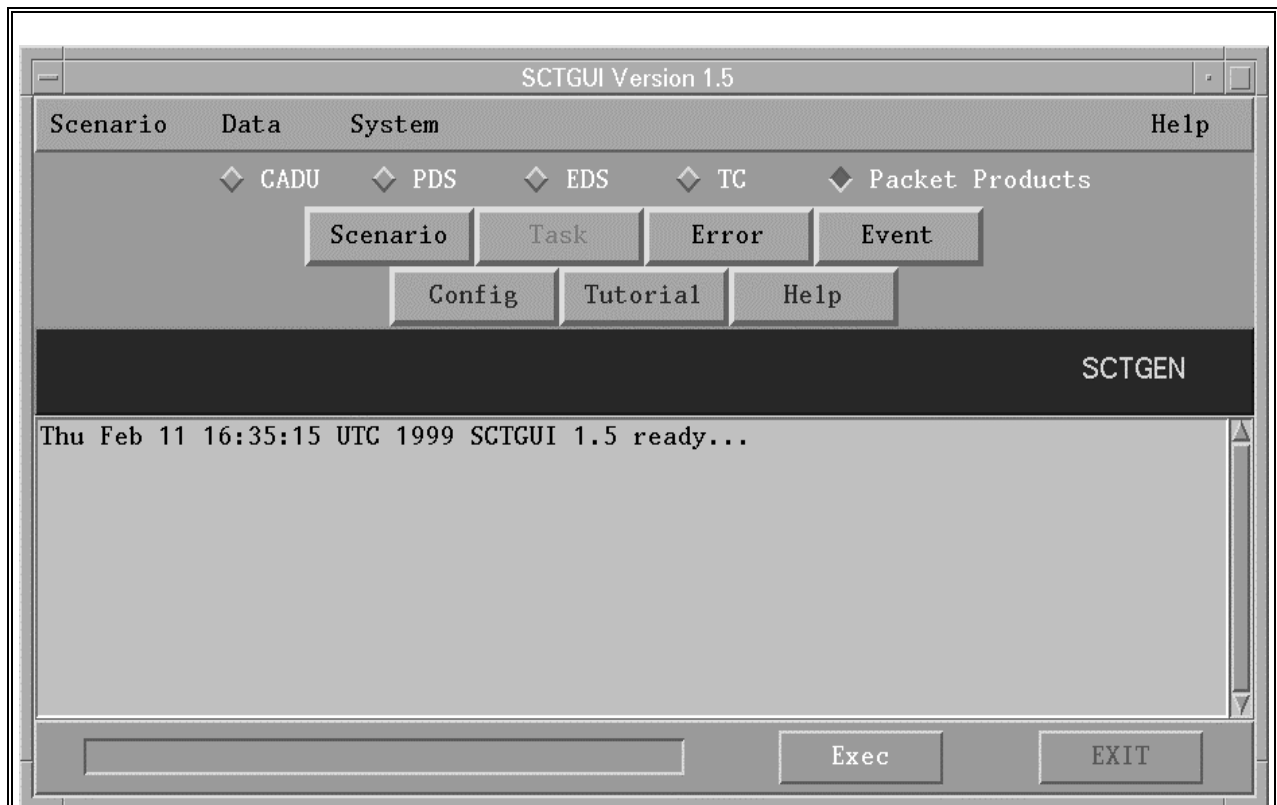 SCTGUI Version 1.5
Scenario Data System Help
CADU PDS EDS TC Packet Products
Scenario Task Error Event
Config Tutorial Help
SCTGEN
Thu Feb 11 16:35:15 UTC 1999 SCTGUI 1.5 ready...
Exec EXIT